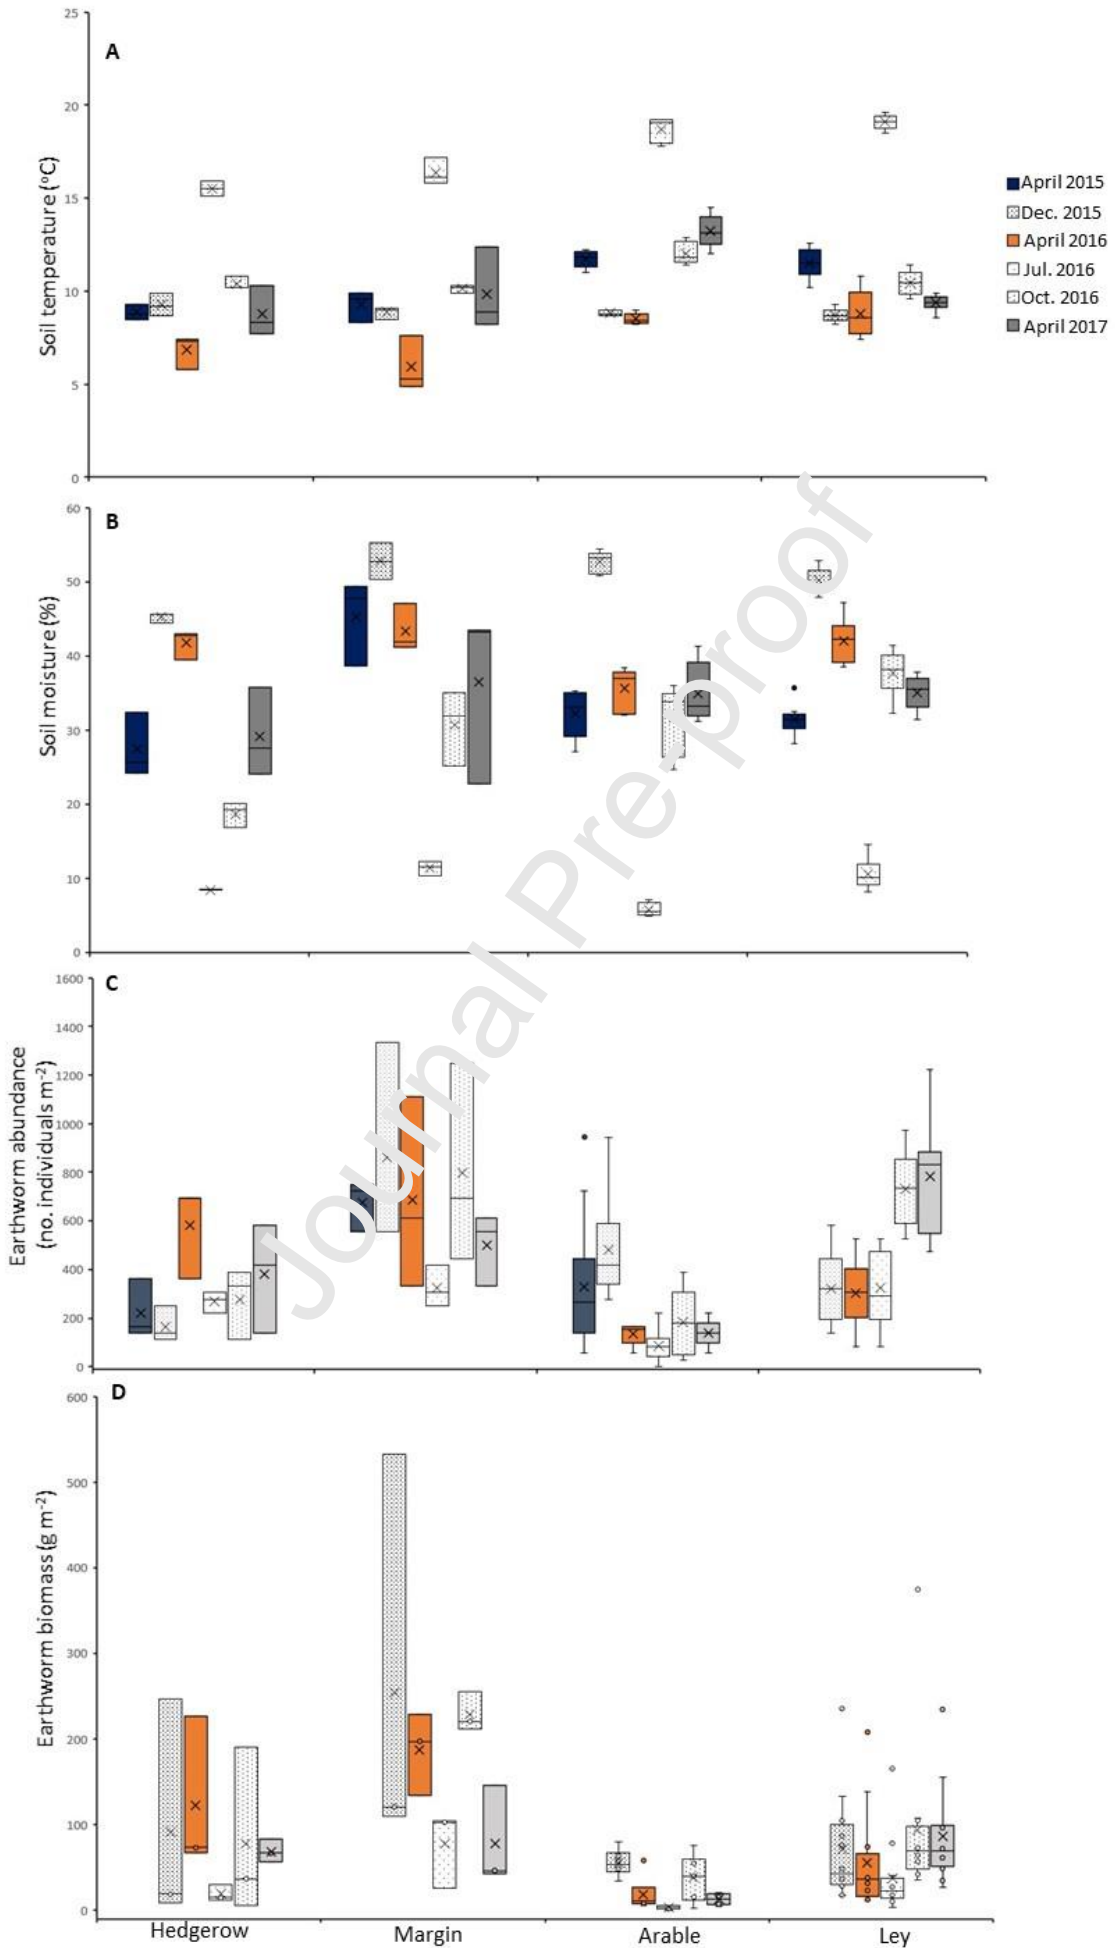 25
20
15
10
5
0
A
Soil temperature (°C)
April 2015
Dec. 2015
April 2016
Jul. 2016
Oct. 2016
April 2017
60
50
40
30
20
10
0
B
Soil moisture (%)
1600
1400
1200
1000
800
600
400
200
0
C
Earthworm abundance
(no. individuals m⁻²)
600
500
400
300
200
100
0
D
Earthworm biomass (g m⁻²)
Hedgerow Margin Arable Ley
Journal Pre-proof